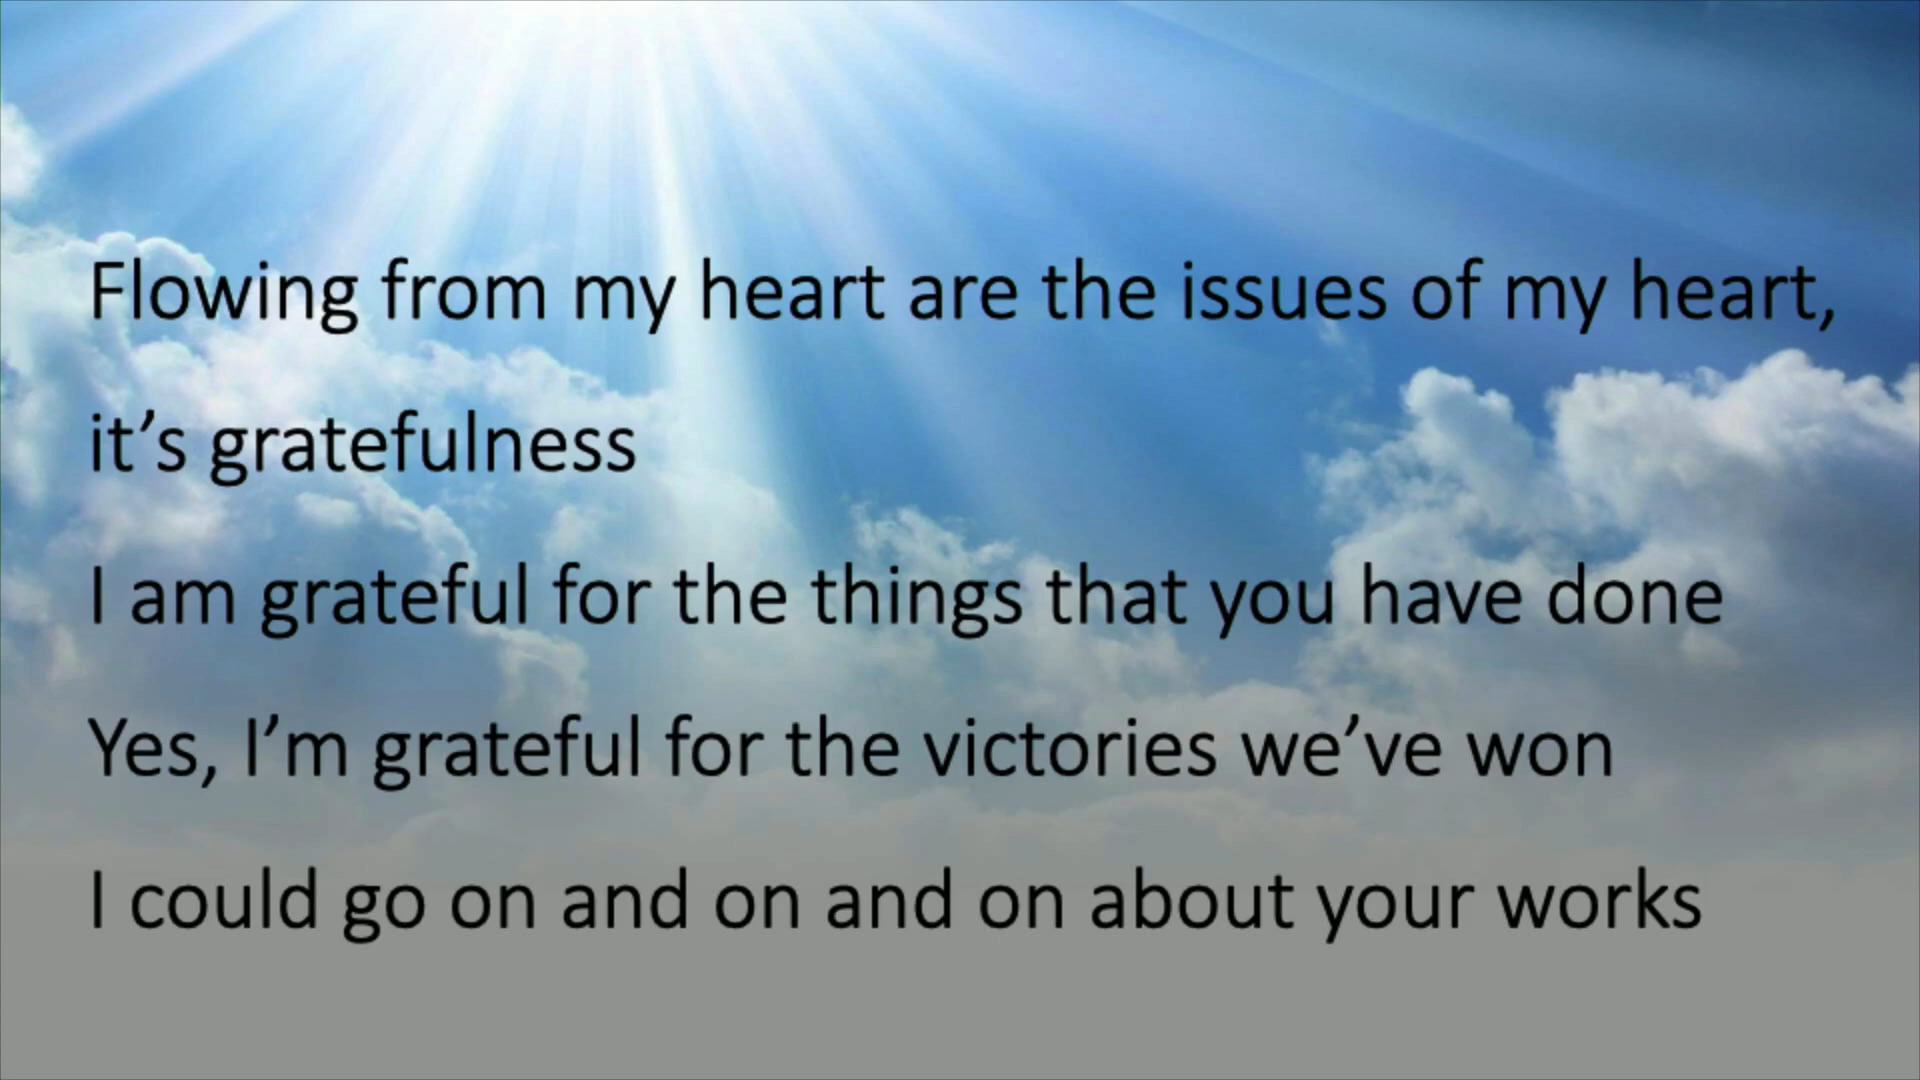 Flowing from my heart are the issues of my heart,
it’s gratefulness
I am grateful for the things that you have done
Yes, I’m grateful for the victories we’ve won
I could go on and on and on about your works